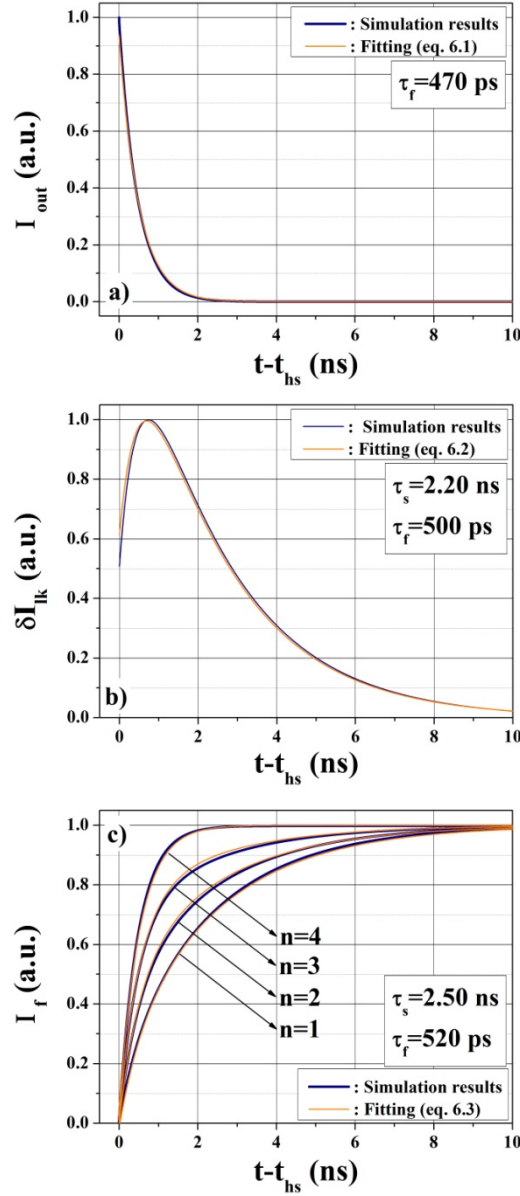 1.0
0.8
0.6
0.4
0.2
0.0
I_out (a.u.)
: Simulation results
: Fitting (eq. 6.1)
τ_f=470 ps
a)
0 2 4 6 8 10
t-t_hs (ns)
1.0
0.8
0.6
0.4
0.2
0.0
δI_lk (a.u.)
: Simulation results
: Fitting (eq. 6.2)
τ_s=2.20 ns
τ_f=500 ps
b)
0 2 4 6 8 10
t-t_hs (ns)
1.0
0.8
0.6
0.4
0.2
0.0
I_f (a.u.)
c)
n=4
n=3
n=2
n=1
τ_s=2.50 ns
τ_f=520 ps
: Simulation results
: Fitting (eq. 6.3)
0 2 4 6 8 10
t-t_hs (ns)